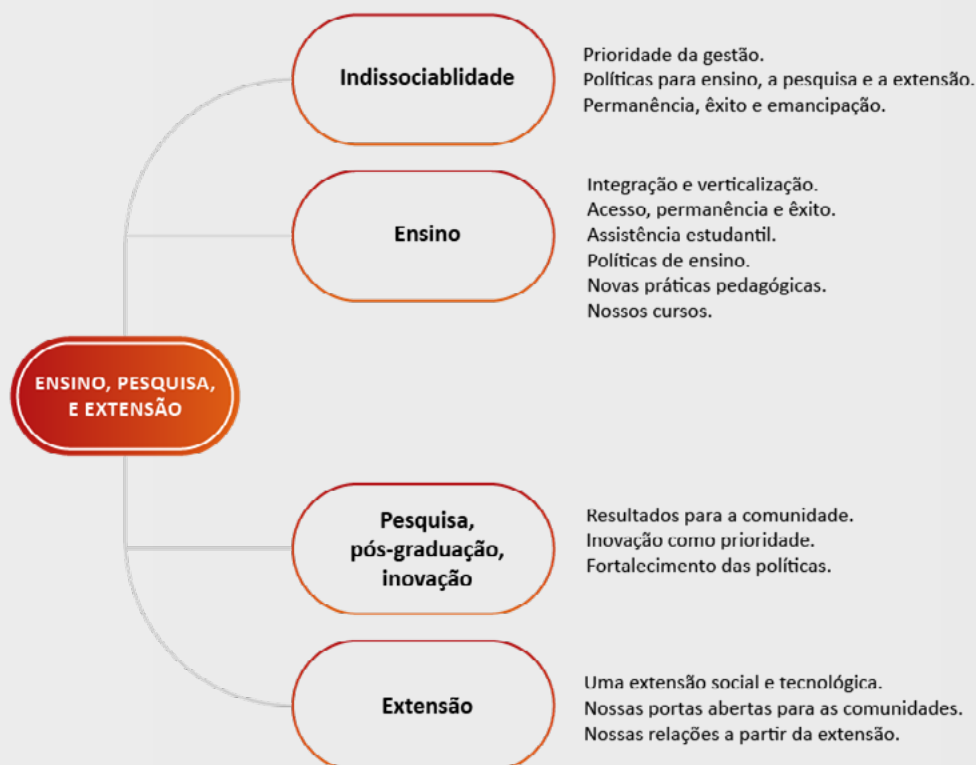 Indissociablidade
Prioridade da gestão.
Políticas para ensino, a pesquisa e a extensão.
Permanência, êxito e emancipação.
Ensino
Integração e verticalização.
Acesso, permanência e êxito.
Assistência estudantil.
Políticas de ensino.
Novas práticas pedagógicas.
Nossos cursos.
ENSINO, PESQUISA,
E EXTENSÃO
Pesquisa,
pós-graduação,
inovação
Resultados para a comunidade.
Inovação como prioridade.
Fortalecimento das políticas.
Extensão
Uma extensão social e tecnológica.
Nossas portas abertas para as comunidades.
Nossas relações a partir da extensão.